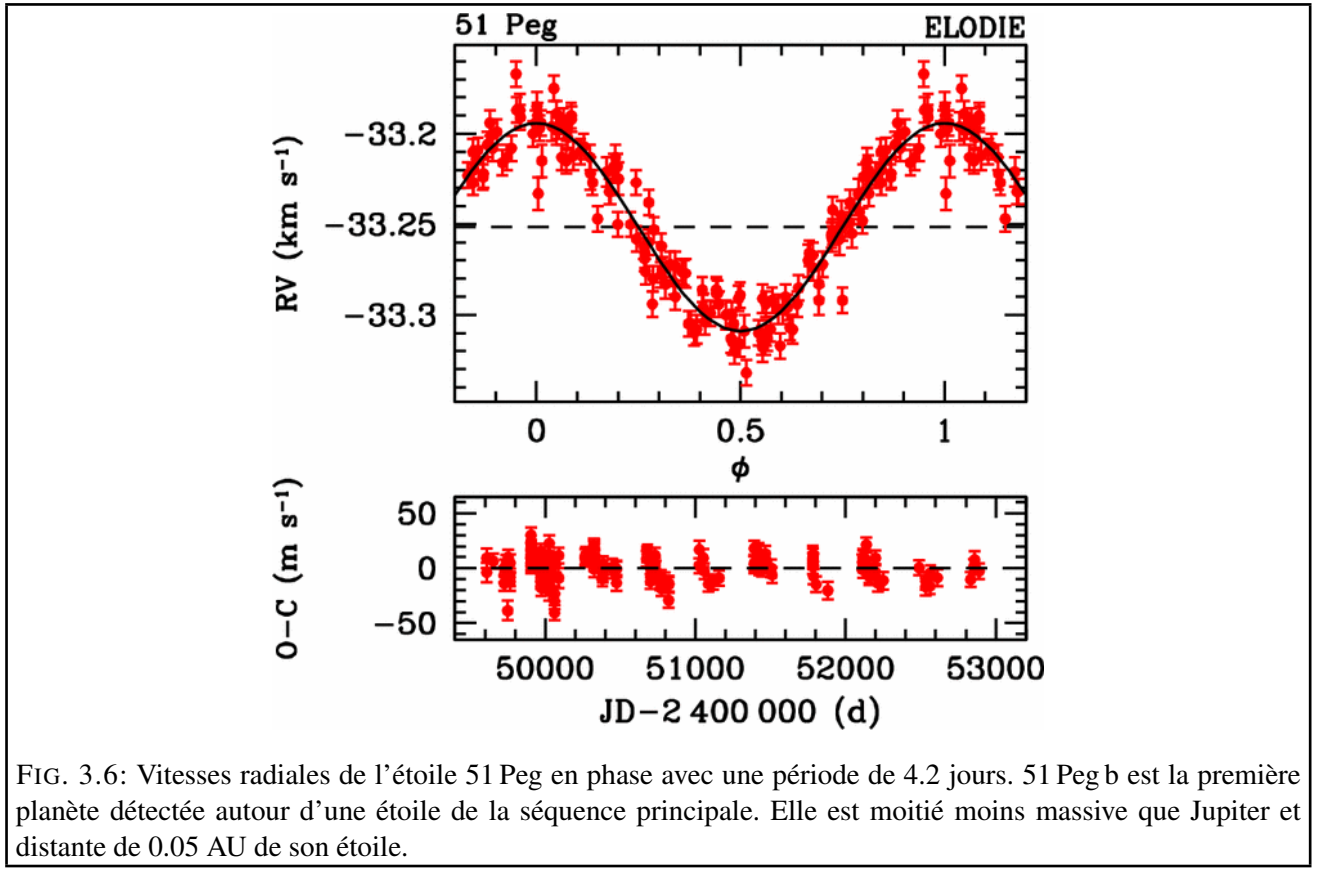 51 Peg ELODIE
RV (km s⁻¹)
−33.2
−33.25
−33.3
0 0.5 1
ϕ
O−C (m s⁻¹)
50
0
−50
50000 51000 52000 53000
JD−2 400 000 (d)
FIG. 3.6: Vitesses radiales de l'étoile 51 Peg en phase avec une période de 4.2 jours. 51 Peg b est la première
planète détectée autour d'une étoile de la séquence principale. Elle est moitié moins massive que Jupiter et
distante de 0.05 AU de son étoile.